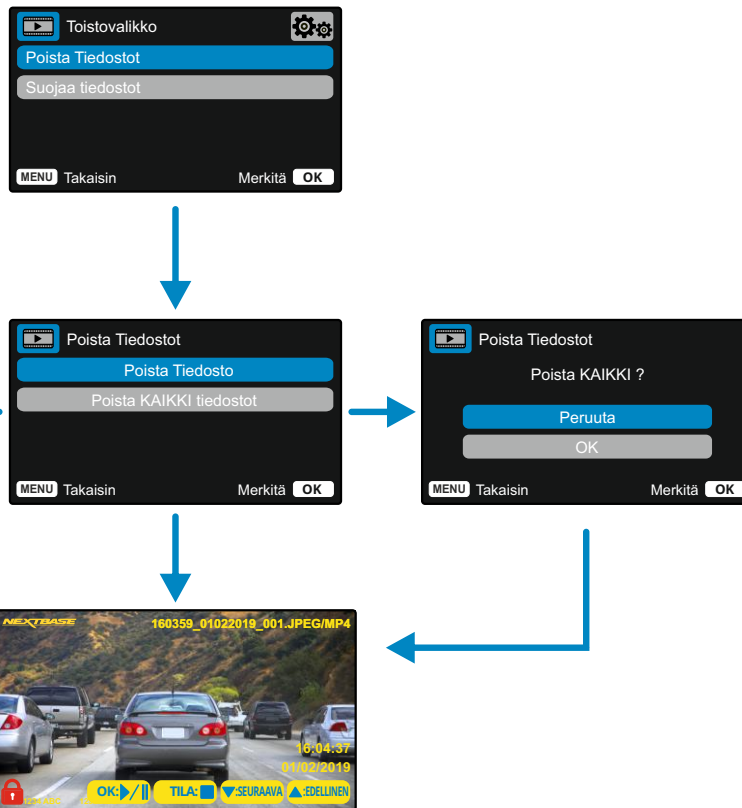 Toistovalikko
Poista Tiedostot
Suojaa tiedostot
MENU Takaisin Merkitä OK
Poista Tiedostot
Poista Tiedosto
Poista KAIKKI tiedostot
MENU Takaisin Merkitä OK
Poista Tiedostot
Poista KAIKKI ?
Peruuta
OK
MENU Takaisin Merkitä OK
NEXTBASE 160359_01022019_001.JPEG/MP4
16:04:37
01/02/2019
OK: TILA: :SEURAAVA :EDELLINEN